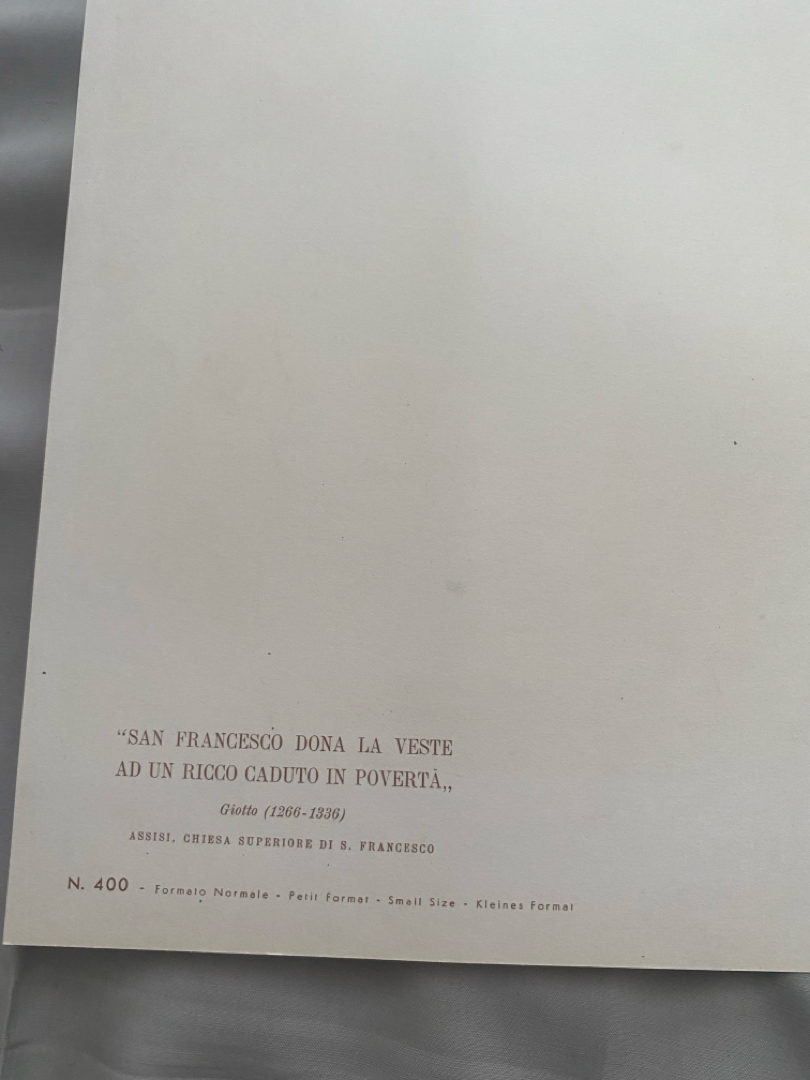 “SAN FRANCESCO DONA LA VESTE
AD UN RICCO CADUTO IN POVERTÀ„
Giotto (1266-1336)
ASSISI, CHIESA SUPERIORE DI S. FRANCESCO
N. 400 - Formato Normale - Petit Format - Small Size - Kleines Format